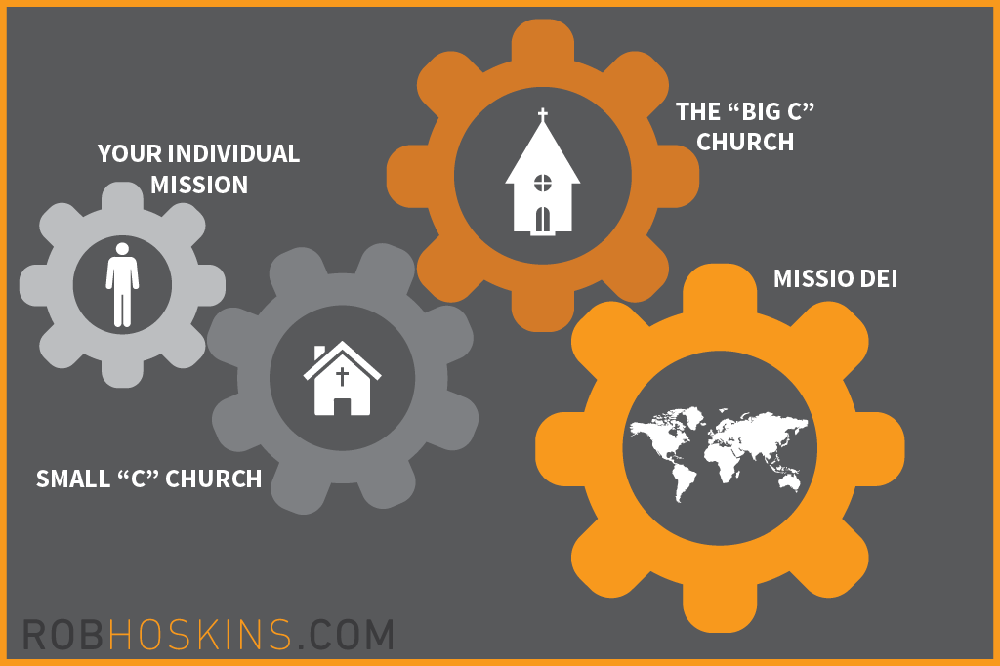 YOUR INDIVIDUAL
MISSION
THE “BIG C”
CHURCH
MISSIO DEI
SMALL “C” CHURCH
ROBHOSKINS.COM